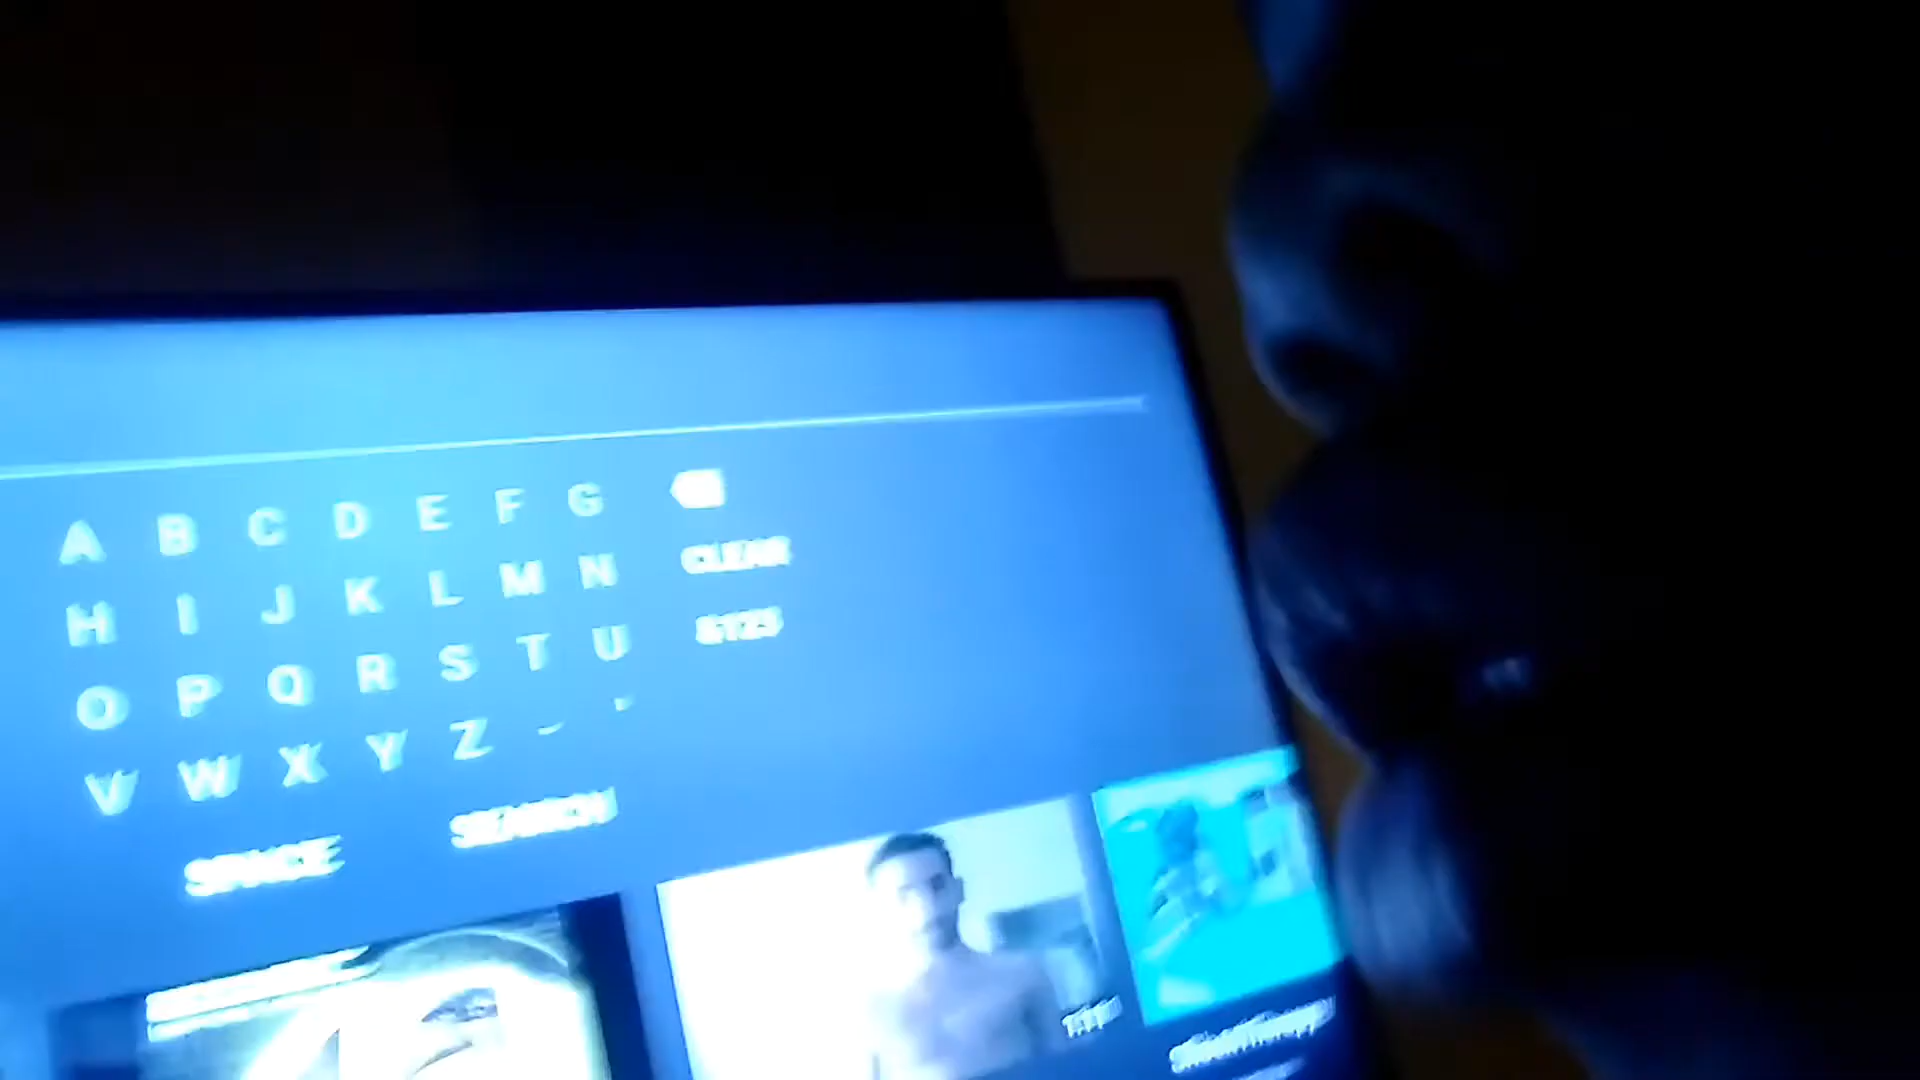 A B C D E F G
H I J K L M N CLEAR
O P Q R S T U
V W X Y Z - '
SPACE SEARCH